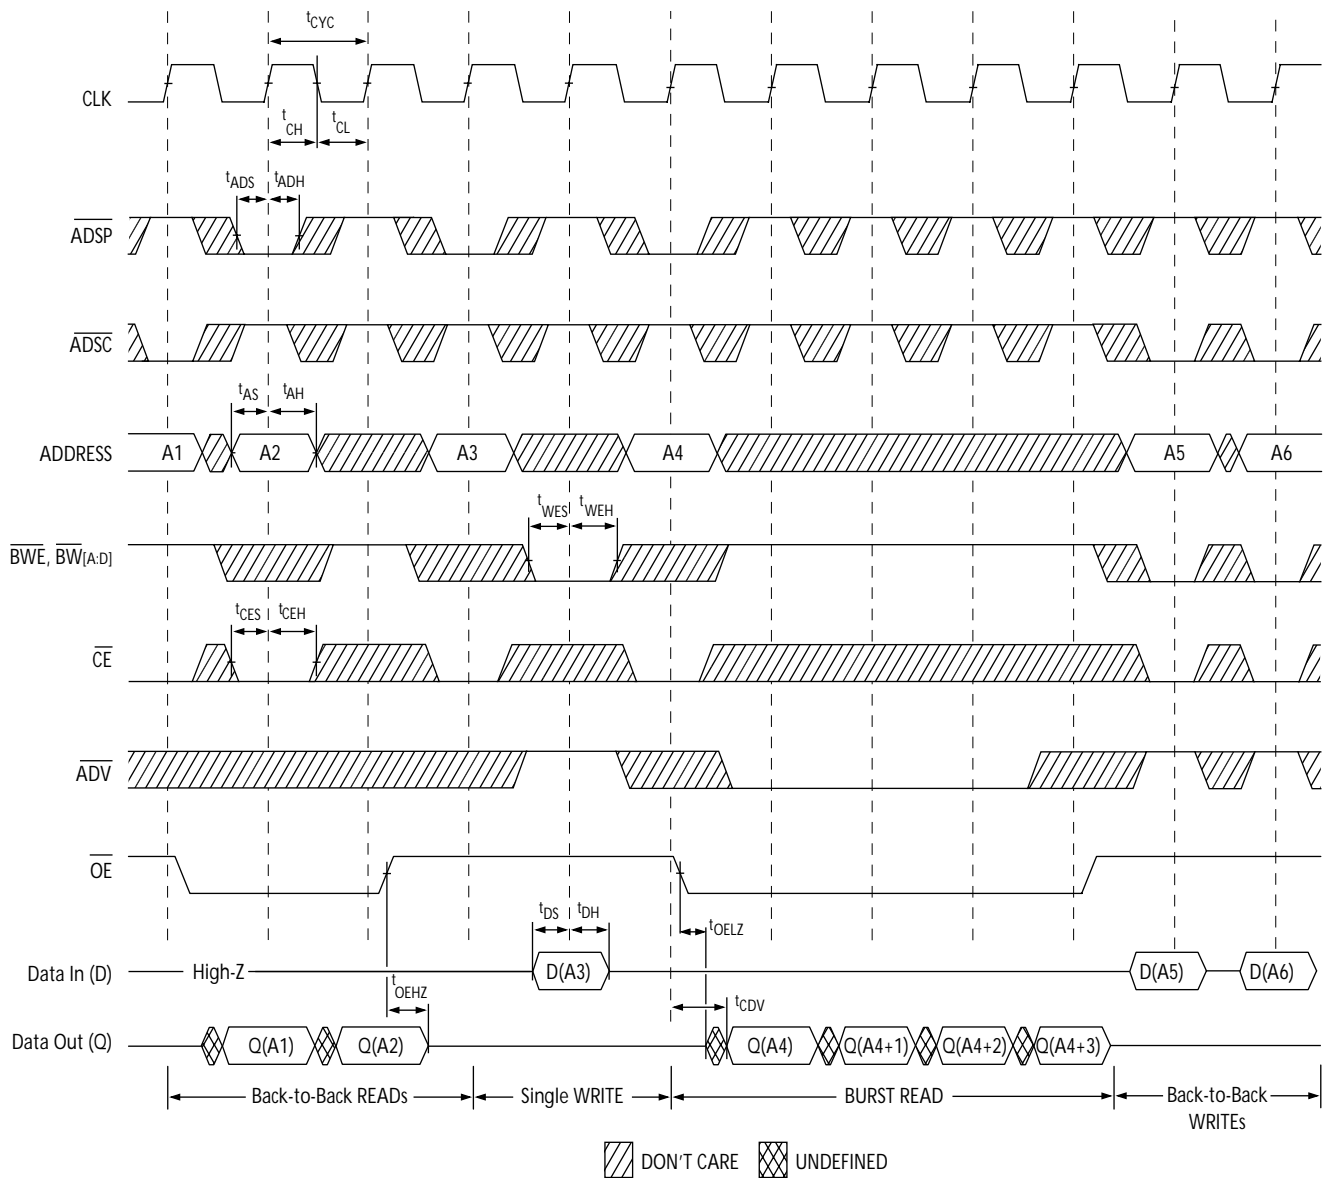 tCYC
CLK
tCH tCL
tADS tADH
ADSP
ADSC
tAS tAH
ADDRESS A1 A2 A3 A4 A5 A6
tWES tWEH
BWE, BW[A:D]
tCES tCEH
CE
ADV
OE
tDS tDH
tOELZ
Data In (D) High-Z D(A3) D(A5) D(A6)
tOEHZ
tCDV
Data Out (Q) Q(A1) Q(A2) Q(A4) Q(A4+1) Q(A4+2) Q(A4+3)
Back-to-Back READs Single WRITE BURST READ Back-to-Back
WRITEs
DON'T CARE UNDEFINED